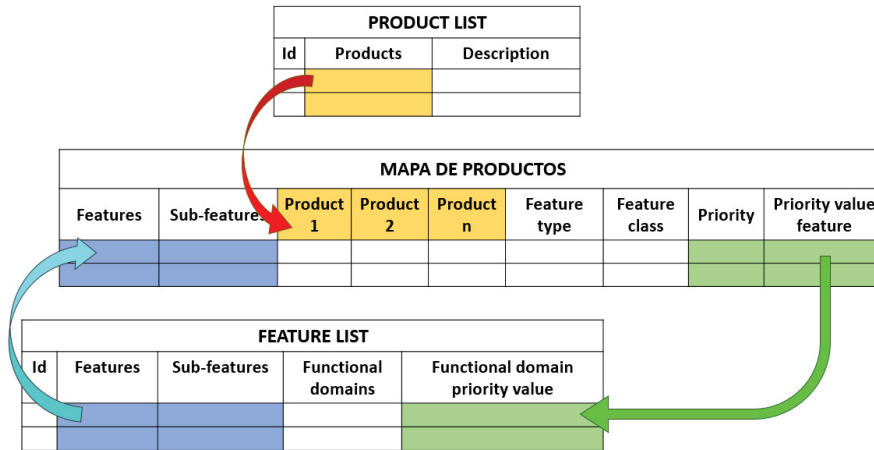 PRODUCT LIST
Id Products Description
MAPA DE PRODUCTOS
Features Sub-features Product 1 Product 2 Product n Feature type Feature class Priority Priority value feature
FEATURE LIST
Id Features Sub-features Functional domains Functional domain priority value